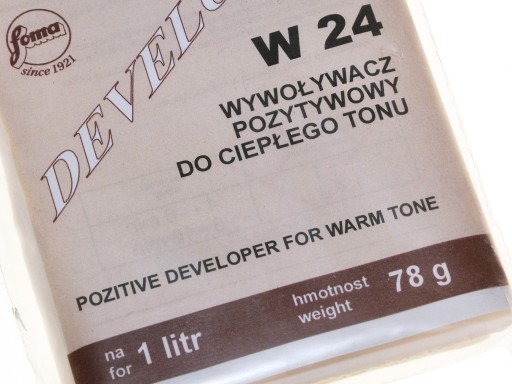 foma
since 1921
DEVELO
W 24
WYWOŁYWACZ
POZYTYWOWY
DO CIEPŁEGO TONU
POZITIVE DEVELOPER FOR WARM TONE
na
for
1 litr
hmotnost
weight
78 g